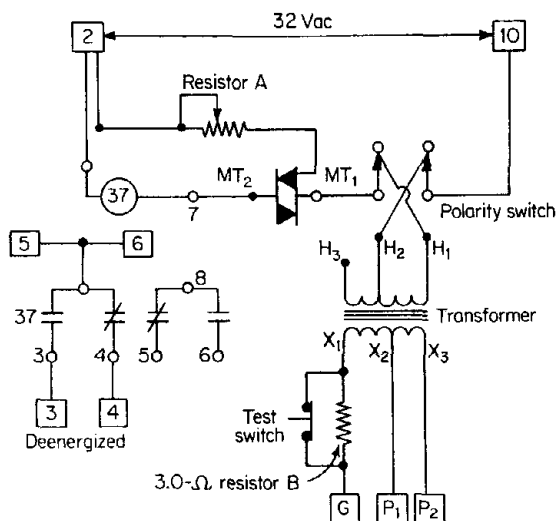 32 Vac
2
10
Resistor A
MT₂
MT₁
37
7
Polarity switch
5
6
H₃
H₂
H₁
8
37
Transformer
3
4
5
6
X₁
X₂
X₃
3
4
Test
switch
Deenergized
3.0-Ω resistor B
G
P₁
P₂